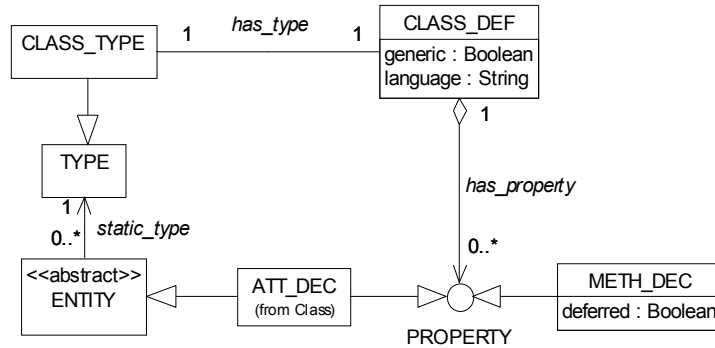 CLASS_TYPE
1
has_type
1
CLASS_DEF
generic : Boolean
language : String
1
TYPE
1
0..*
static_type
has_property
0..*
<<abstract>>
ENTITY
ATT_DEC
(from Class)
PROPERTY
METH_DEC
deferred : Boolean